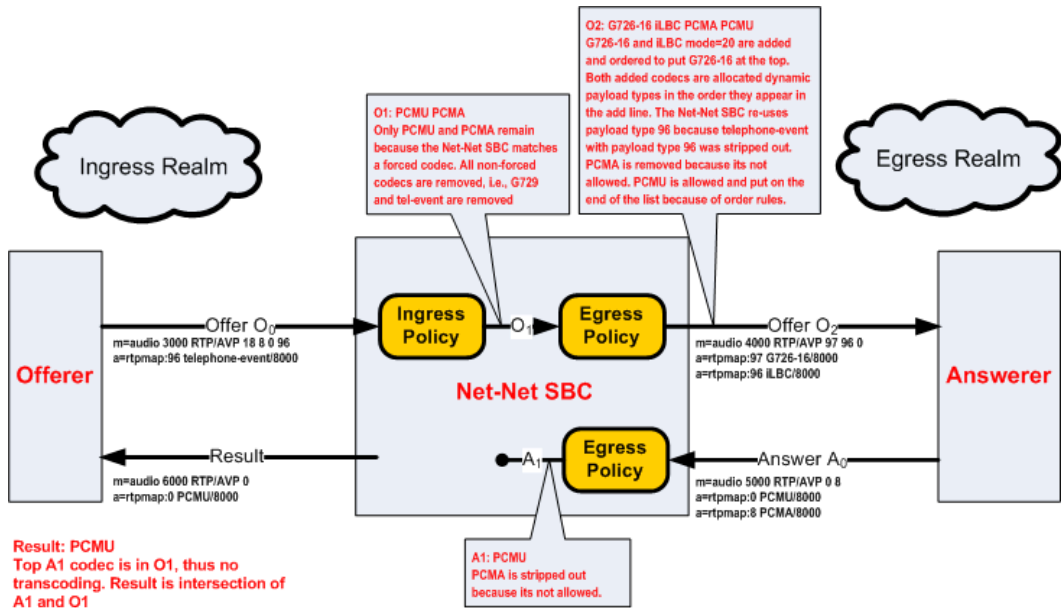 O2: G726-16 iLBC PCMA PCMU
G726-16 and iLBC mode=20 are added
and ordered to put G726-16 at the top.
Both added codecs are allocated dynamic
payload types in the order they appear in
the add line. The Net-Net SBC re-uses
payload type 96 because telephone-event
with payload type 96 was stripped out.
PCMA is removed because its not
allowed. PCMU is allowed and put on the
end of the list because of order rules.
O1: PCMU PCMA
Only PCMU and PCMA remain
because the Net-Net SBC matches
a forced codec. All non-forced
codecs are removed, i.e., G729
and tel-event are removed
Ingress Realm
Egress Realm
Offerer
Offer O0
m=audio 3000 RTP/AVP 18 8 0 96
a=rtpmap:96 telephone-event/8000
Ingress
Policy
O1
Egress
Policy
Offer O2
m=audio 4000 RTP/AVP 97 96 0
a=rtpmap:97 G726-16/8000
a=rtpmap:96 iLBC/8000
Answerer
Net-Net SBC
Result
m=audio 6000 RTP/AVP 0
a=rtpmap:0 PCMU/8000
A1
Egress
Policy
Answer A0
m=audio 5000 RTP/AVP 0 8
a=rtpmap:0 PCMU/8000
a=rtpmap:8 PCMA/8000
Result: PCMU
Top A1 codec is in O1, thus no
transcoding. Result is intersection of
A1 and O1
A1: PCMU
PCMA is stripped out
because its not allowed.